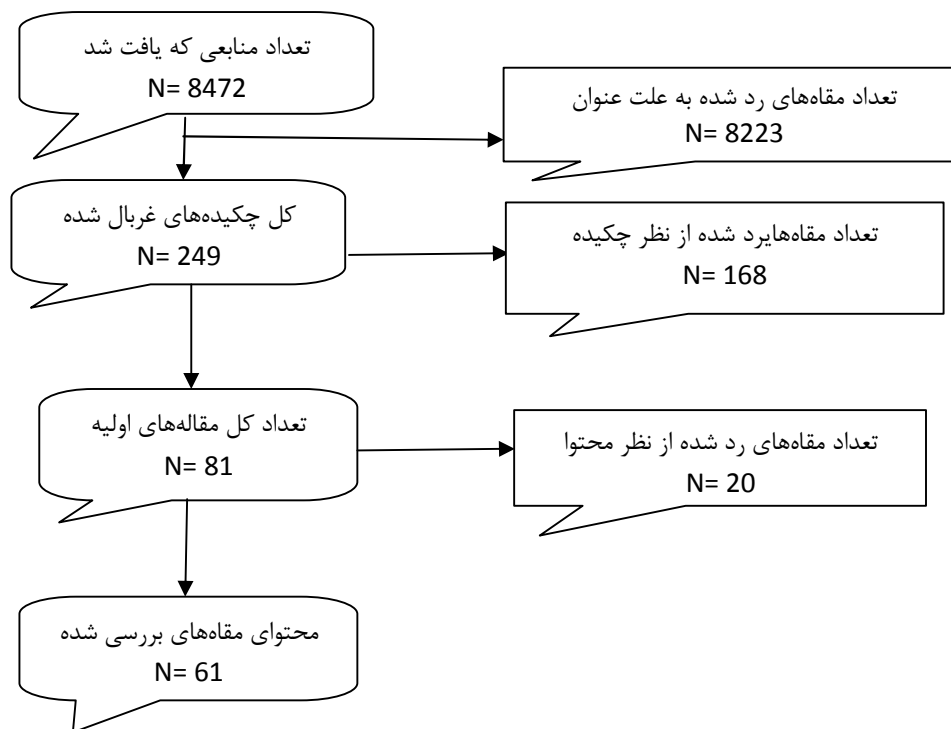 تعداد منابعی که یافت شد
N= 8472
تعداد مقاه‌های رد شده به علت عنوان
N= 8223
کل چکیده‌های غربال شده
N= 249
تعداد مقاه‌هایرد شده از نظر چکیده
N= 168
تعداد کل مقاله‌های اولیه
N= 81
تعداد مقاه‌های رد شده از نظر محتوا
N= 20
محتوای مقاه‌های بررسی شده
N= 61